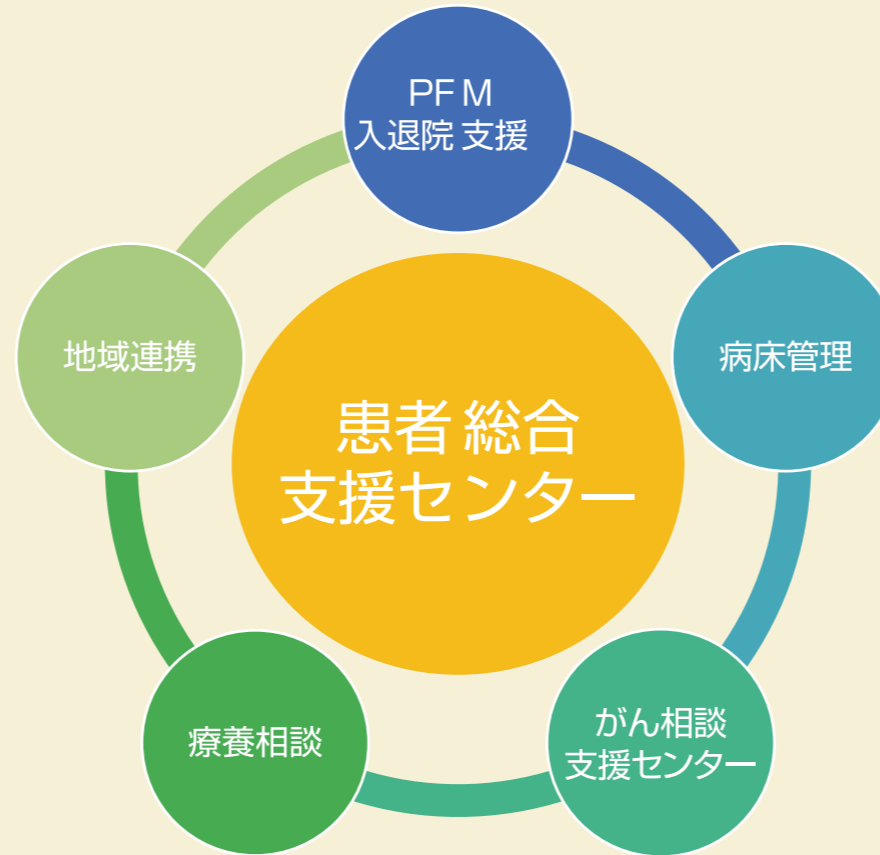 PFM
入退院 支援
地域連携
病床管理
患者 総合
支援センター
療養相談
がん相談
支援センター